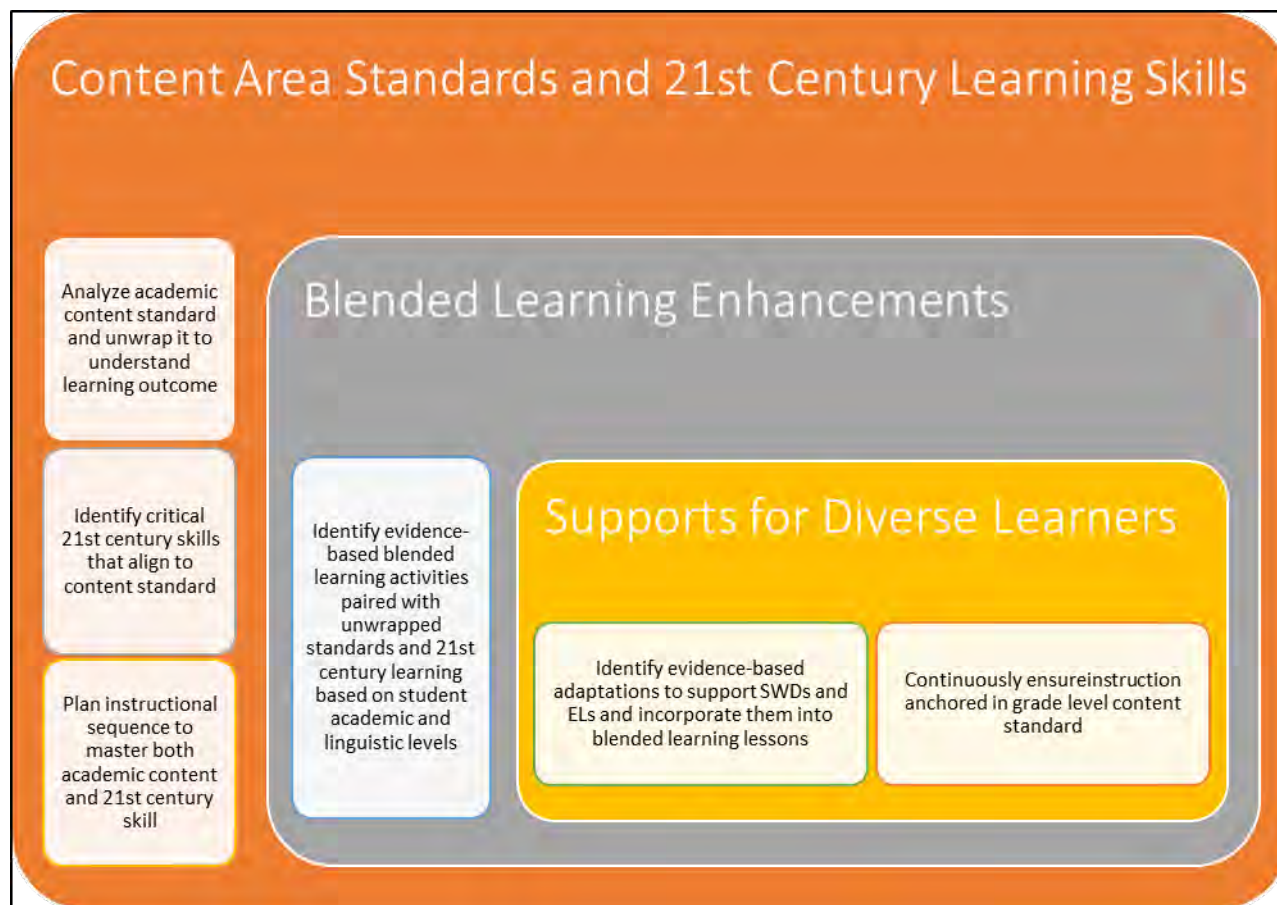 Content Area Standards and 21st Century Learning Skills
Analyze academic
content standard
and unwrap it to
understand
learning outcome
Identify critical
21st century skills
that align to
content standard
Plan instructional
sequence to
master both
academic content
and 21st century
skill
Blended Learning Enhancements
Identify evidence-
based blended
learning activities
paired with
unwrapped
standards and 21st
century learning
based on student
academic and
linguistic levels
Supports for Diverse Learners
Identify evidence-based
adaptations to support SWDs and
ELs and incorporate them into
blended learning lessons
Continuously ensureinstruction
anchored in grade level content
standard